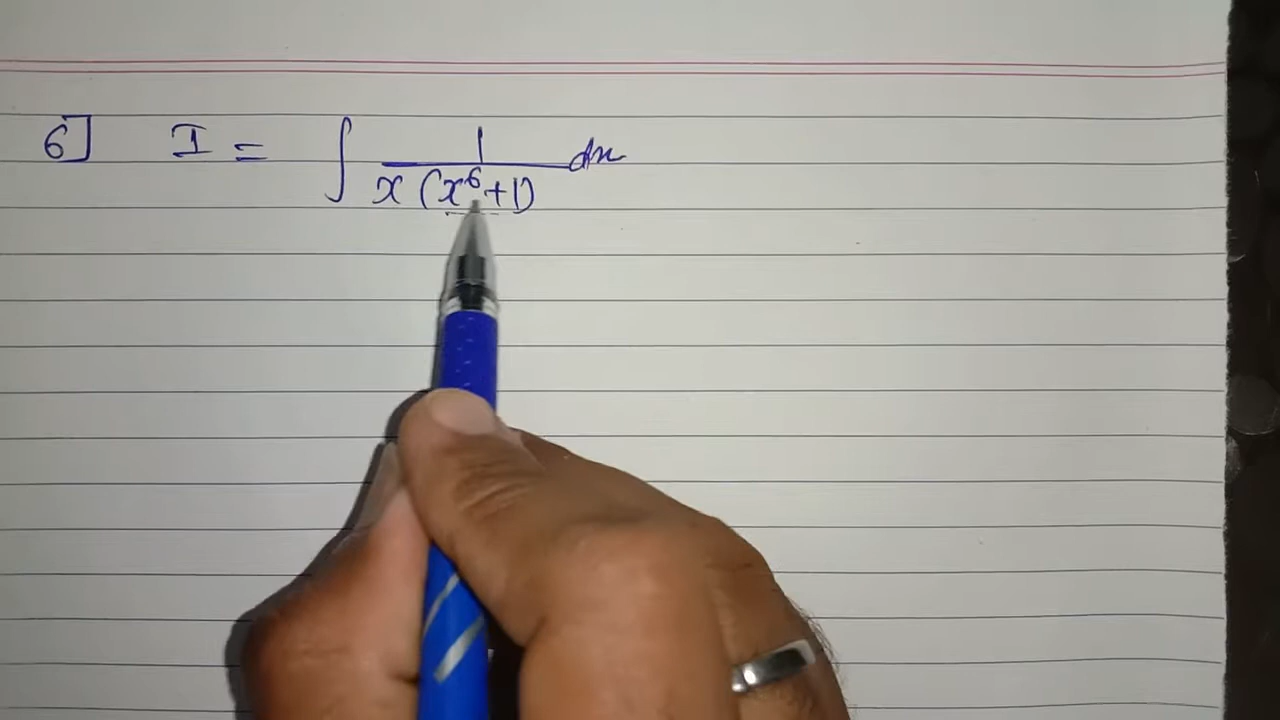 6] I = ∫ 1/x (x⁶+1) dx